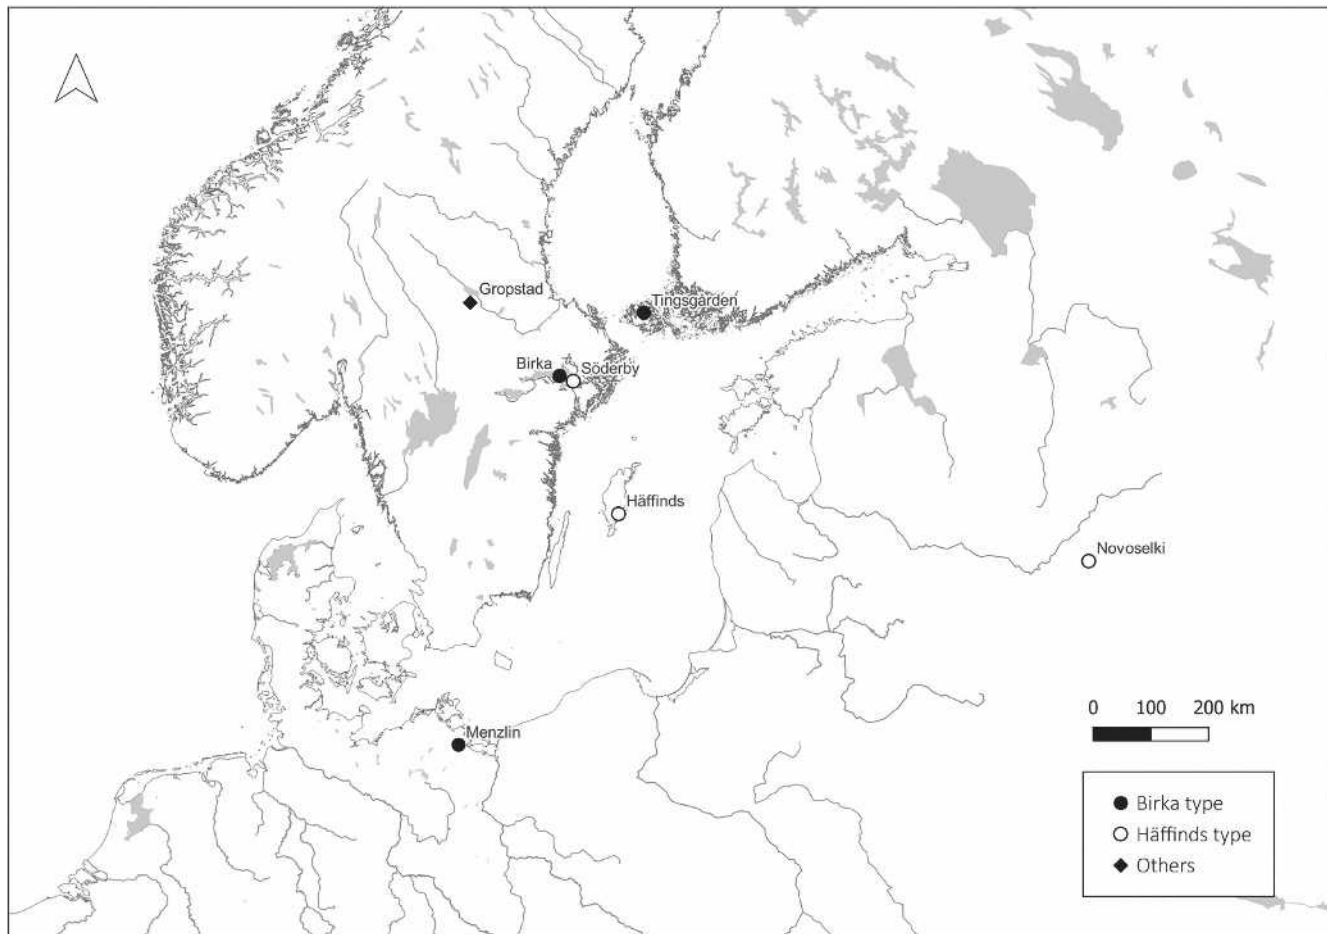 Gropstad
Tingsgården
Birka
Söderby
Häffinds
Novoselki
Menzlin
0 100 200 km
Birka type
Häffinds type
Others